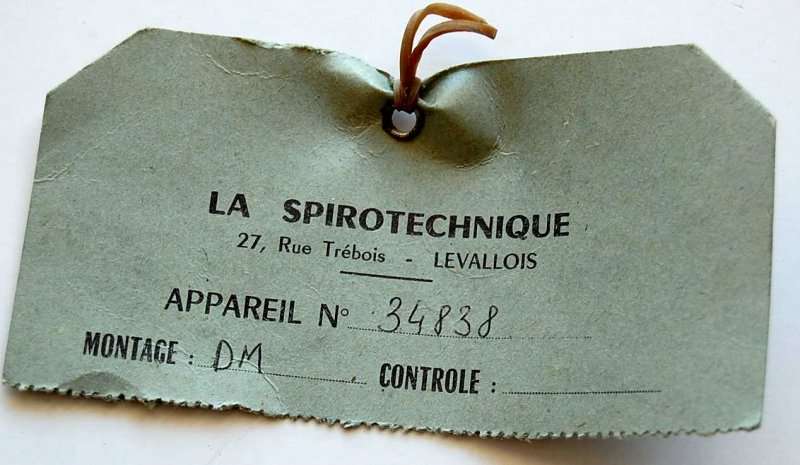 LA SPIROTECHNIQUE
27, Rue Trébois - LEVALLOIS
APPAREIL N° 34838
MONTAGE : DM CONTROLE :